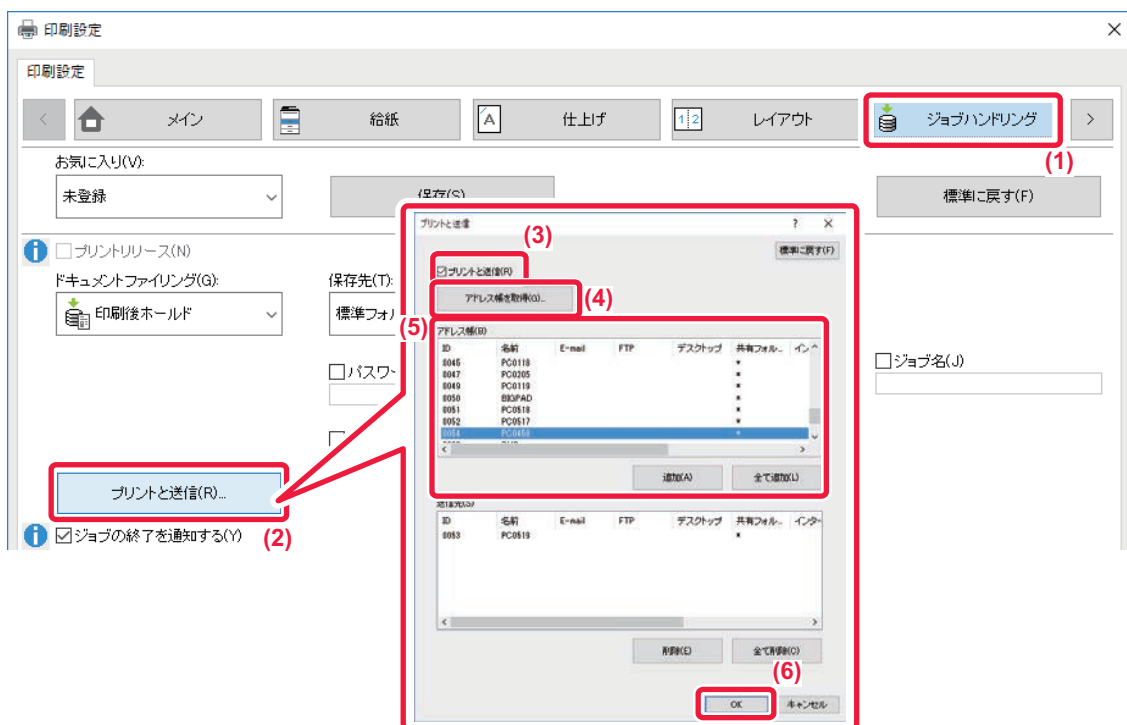 印刷設定
印刷設定
メイン
給紙
仕上げ
レイアウト
ジョブハンドリング
(1)
お気に入り(V):
未登録
保存(S)
標準に戻す(F)
プリントリリース(N)
ドキュメントファイリング(G):
印刷後ホールド
保存先(T):
標準フォル
パスワー
ジョブ名(J)
プリントと送信(R)...
(2)
ジョブの終了を通知する(Y)
プリントと送信
標準に戻す(F)
(3)
プリントと送信(R)
アドレス帳を取得(G)...
(4)
(5)
アドレス帳(B)
ID 名前 E-mail FTP デスクトップ 共有フォル... イン
PC0118 *
0047 PC0205 *
0049 PC0119 *
0050 BIGPAD *
0051 PC0518 *
0052 PC0517 *
0054 *
追加(A) 全て追加(L)
送信先(S)
ID 名前 E-mail FTP デスクトップ 共有フォル... インター
0053 PC0519 *
削除(E) 全て削除(C)
(6)
OK キャンセル